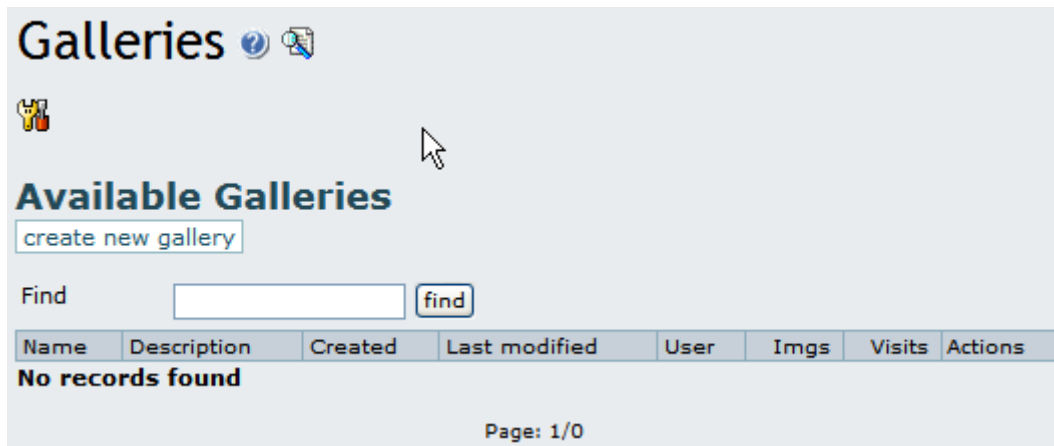 Galleries
Available Galleries
create new gallery
Find find
Name Description Created Last modified User Imgs Visits Actions
No records found
Page: 1/0